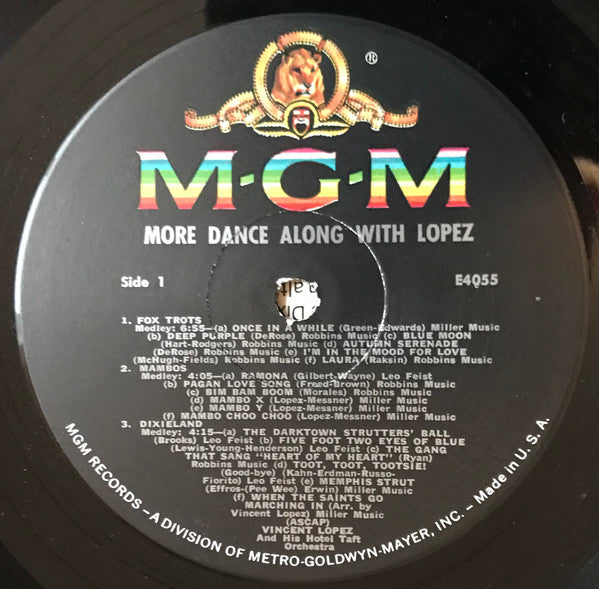 ®
M-G-M
MORE DANCE ALONG WITH LOPEZ
Side 1
E4055
1. FOX TROTS
Medley: 6:55—(a) ONCE IN A WHILE (Green-Edwards) Miller Music
(b) DEEP PURPLE (DeRose) Robbins Music (c) BLUE MOON
(Hart-Rodgers) Robbins Music (d) AUTUMN SERENADE
(DeRose) Robbins Music (e) I'M IN THE MOOD FOR LOVE
(McHugh-Fields) Robbins Music (f) LAURA (Raksin) Robbins Music
2. MAMBOS
Medley: 4:05—(a) RAMONA (Gilbert-Wayne) Leo Feist
(b) PAGAN LOVE SONG (Freed-Brown) Robbins Music
(c) BIM BAM BOOM (Morales) Robbins Music
(d) MAMBO X (Lopez-Messner) Miller Music
(e) MAMBO Y (Lopez-Messner) Miller Music
(f) MAMBO CHOO CHOO (Lopez-Messner) Miller Music
3. DIXIELAND
Medley: 4:15—(a) THE DARKTOWN STRUTTERS' BALL
(Brooks) Leo Feist (b) FIVE FOOT TWO EYES OF BLUE
(Lewis-Young-Henderson) Leo Feist (c) THE GANG
THAT SANG "HEART OF MY HEART" (Ryan)
Robbins Music (d) TOOT, TOOT, TOOTSIE!
(Good-bye) (Kahn-Erdman-Russo-
Fiorito) Leo Feist (e) MEMPHIS STRUT
(Effros-(Pee Wee) Erwin) Miller Music
(f) WHEN THE SAINTS GO
MARCHING IN (Arr. by
Vincent Lopez) Miller Music
(ASCAP)
VINCENT LOPEZ
And His Hotel Taft
Orchestra
MGM RECORDS—A DIVISION OF METRO-GOLDWYN-MAYER, INC.—Made in U.S.A.